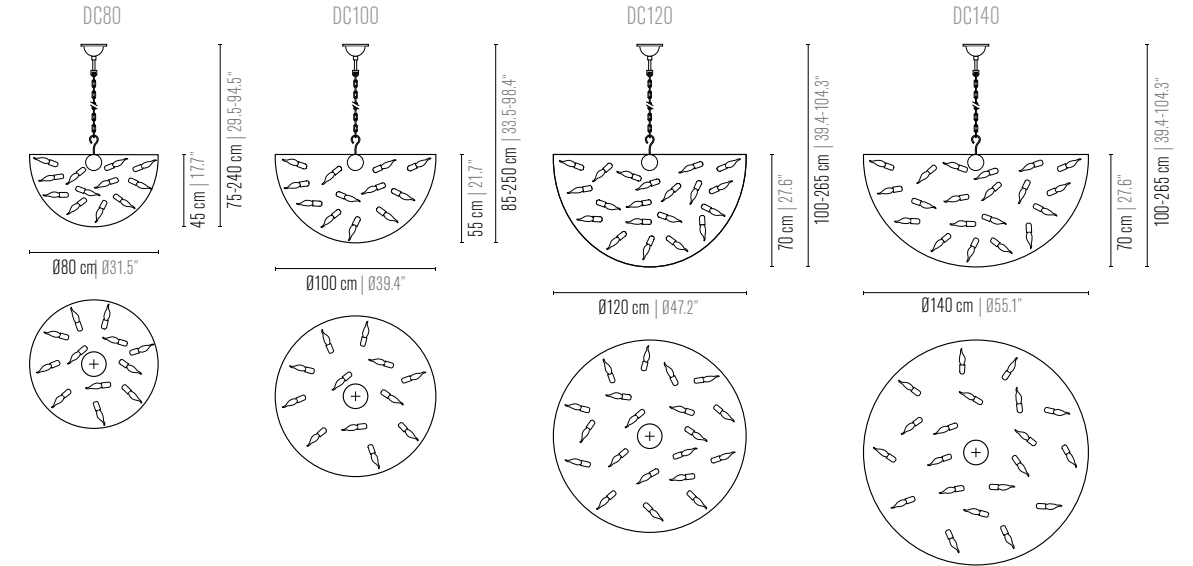 DC80
DC100
DC120
DC140
45 cm | 17.7"
75-240 cm | 29.5-94.5"
55 cm | 21.7"
85-250 cm | 33.5-98.4"
70 cm | 27.6"
100-265 cm | 39.4-104.3"
70 cm | 27.6"
100-265 cm | 39.4-104.3"
Ø80 cm| Ø31.5"
Ø100 cm | Ø39.4"
Ø120 cm | Ø47.2"
Ø140 cm | Ø55.1"